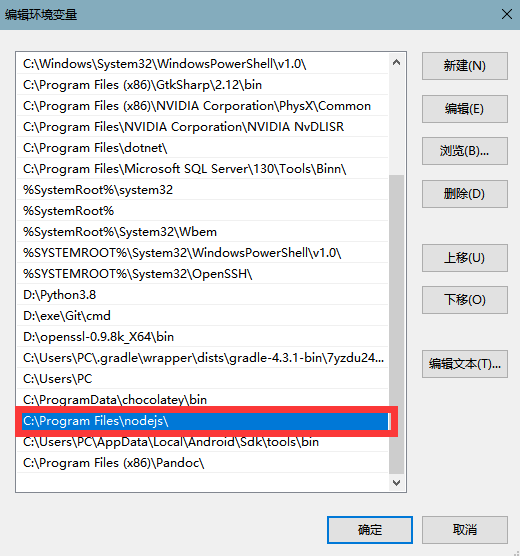 编辑环境变量
C:\Windows\System32\WindowsPowerShell\v1.0\
C:\Program Files (x86)\GtkSharp\2.12\bin
C:\Program Files (x86)\NVIDIA Corporation\PhysX\Common
C:\Program Files\NVIDIA Corporation\NVIDIA NvDLISR
C:\Program Files\dotnet\
C:\Program Files\Microsoft SQL Server\130\Tools\Binn\
%SystemRoot%\system32
%SystemRoot%
%SystemRoot%\System32\Wbem
%SYSTEMROOT%\System32\WindowsPowerShell\v1.0\
%SYSTEMROOT%\System32\OpenSSH\
D:\Python3.8
D:\exe\Git\cmd
D:\openssl-0.9.8k_X64\bin
C:\Users\PC\.gradle\wrapper\dists\gradle-4.3.1-bin\7yzdu24...
C:\Users\PC
C:\ProgramData\chocolatey\bin
C:\Program Files\nodejs\
C:\Users\PC\AppData\Local\Android\Sdk\tools\bin
C:\Program Files (x86)\Pandoc\
新建(N)
编辑(E)
浏览(B)...
删除(D)
上移(U)
下移(O)
编辑文本(T)...
确定
取消